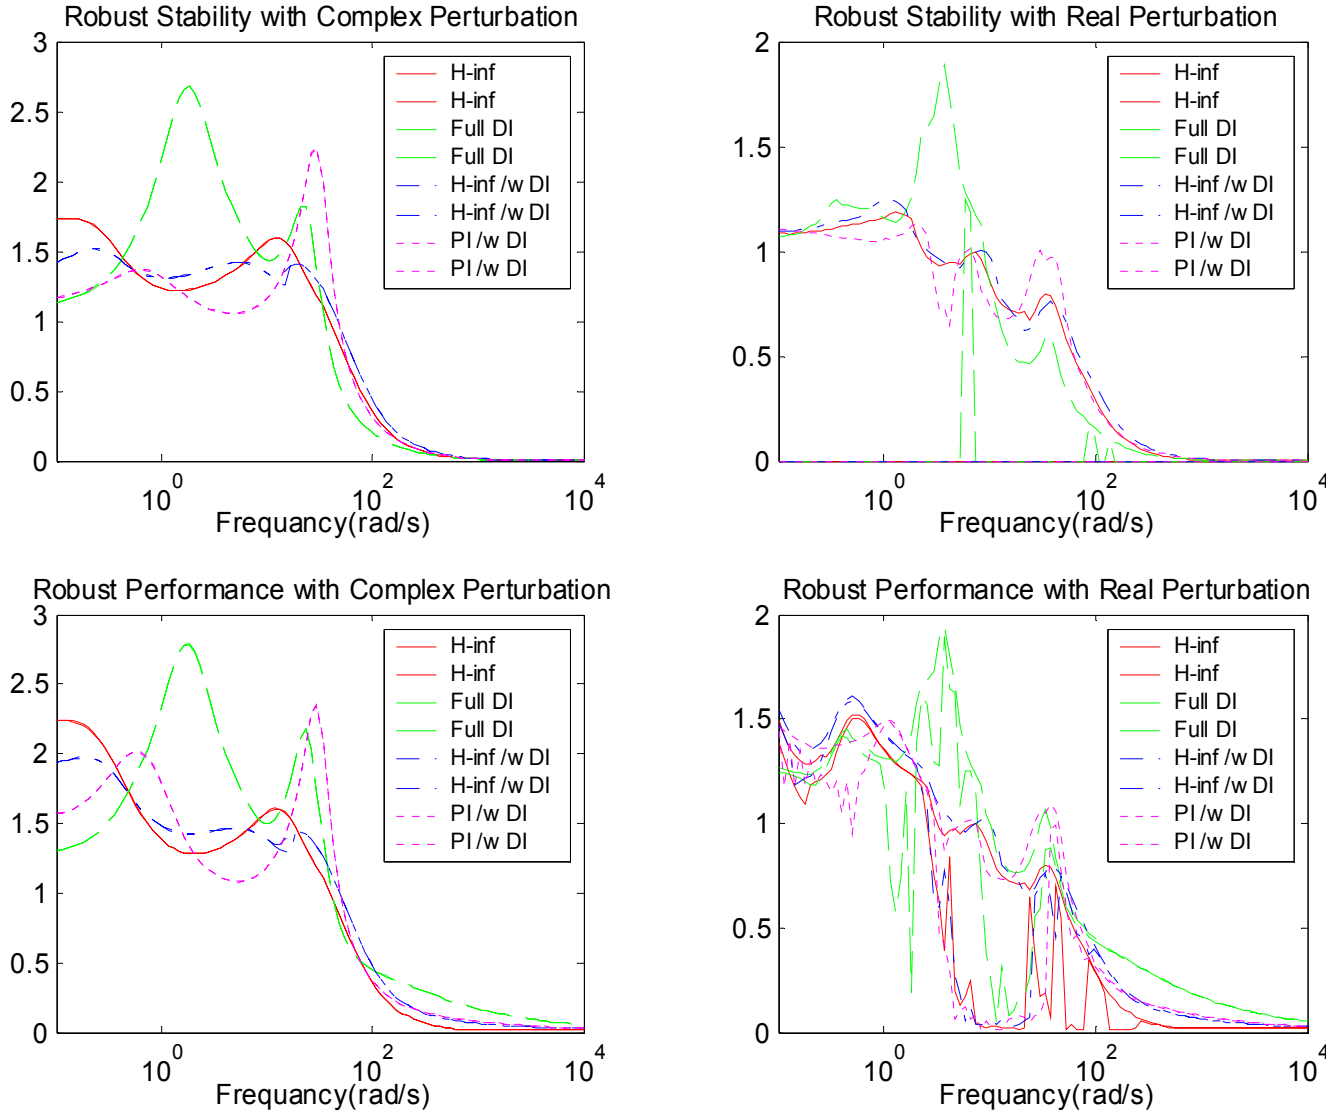 Robust Stability with Complex Perturbation
3
2.5
2
1.5
1
0.5
0
10^0
10^2
10^4
Frequancy(rad/s)
H-inf
H-inf
Full DI
Full DI
H-inf /w DI
H-inf /w DI
PI /w DI
PI /w DI
Robust Stability with Real Perturbation
2
1.5
1
0.5
0
10^0
10^2
10^4
Frequancy(rad/s)
H-inf
H-inf
Full DI
Full DI
H-inf /w DI
H-inf /w DI
PI /w DI
PI /w DI
Robust Performance with Complex Perturbation
3
2.5
2
1.5
1
0.5
0
10^0
10^2
10^4
Frequancy(rad/s)
H-inf
H-inf
Full DI
Full DI
H-inf /w DI
H-inf /w DI
PI /w DI
PI /w DI
Robust Performance with Real Perturbation
2
1.5
1
0.5
0
10^0
10^2
10^4
Frequancy(rad/s)
H-inf
H-inf
Full DI
Full DI
H-inf /w DI
H-inf /w DI
PI /w DI
PI /w DI